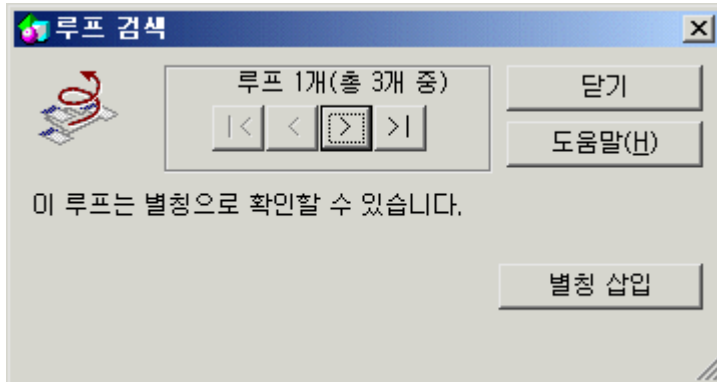 루프 검색
루프 1개(총 3개 중)
|< < > >|
닫기
도움말(H)
이 루프는 별칭으로 확인할 수 있습니다.
별칭 삽입